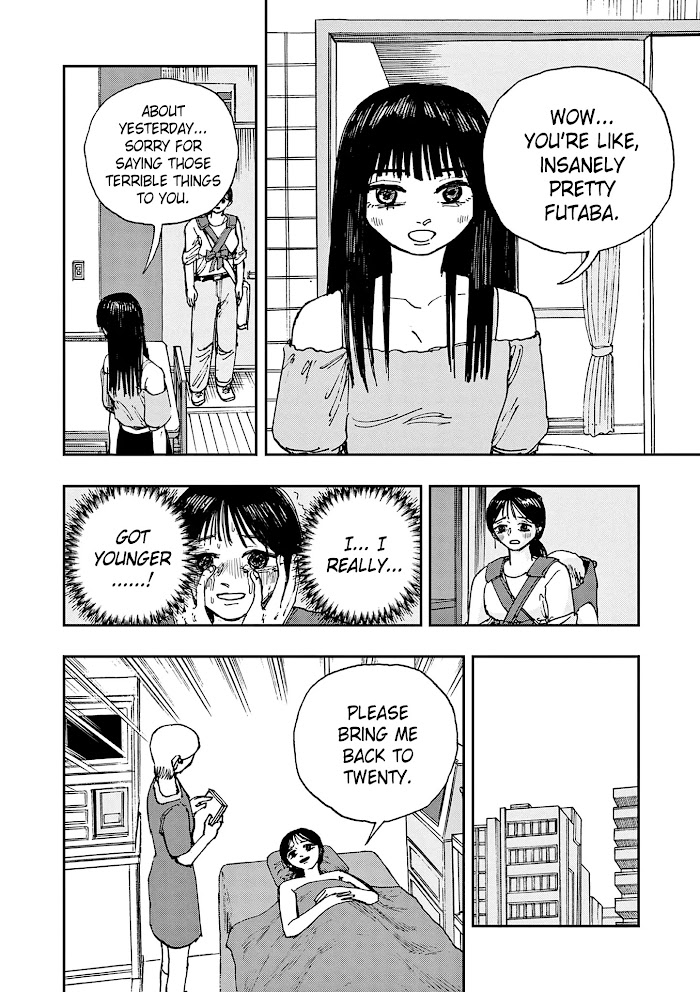 WOW...
YOU'RE LIKE,
INSANELY
PRETTY
FUTABA.
ABOUT
YESTERDAY...
SORRY FOR
SAYING THOSE
TERRIBLE THINGS
TO YOU.
I... I
REALLY...
GOT
YOUNGER
......!
PLEASE
BRING ME
BACK TO
TWENTY.